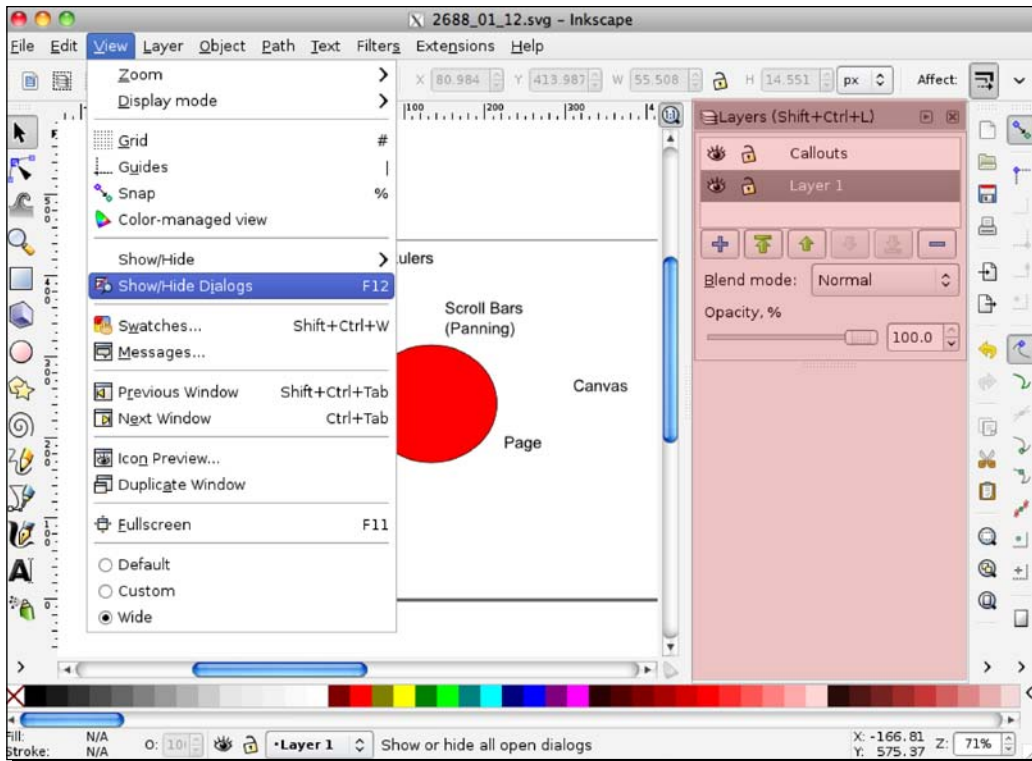 2688_01_12.svg - Inkscape
File Edit View Layer Object Path Text Filters Extensions Help
X 80.984 Y 413.987 W 55.508 H 14.551 px Affect:
Zoom
Display mode
Grid #
Guides |
Snap %
Color-managed view
Show/Hide
Show/Hide Dialogs F12
Swatches... Shift+Ctrl+W
Messages...
Previous Window Shift+Ctrl+Tab
Next Window Ctrl+Tab
Icon Preview...
Duplicate Window
Fullscreen F11
Default
Custom
Wide
100 200 300 4
ulers
Scroll Bars
(Panning)
Canvas
Page
Layers (Shift+Ctrl+L)
Callouts
Layer 1
Blend mode: Normal
Opacity, %
100.0
Fill: N/A
Stroke: N/A
O: 10
•Layer 1
Show or hide all open dialogs
X: -166.81
Y: 575.37
Z: 71%